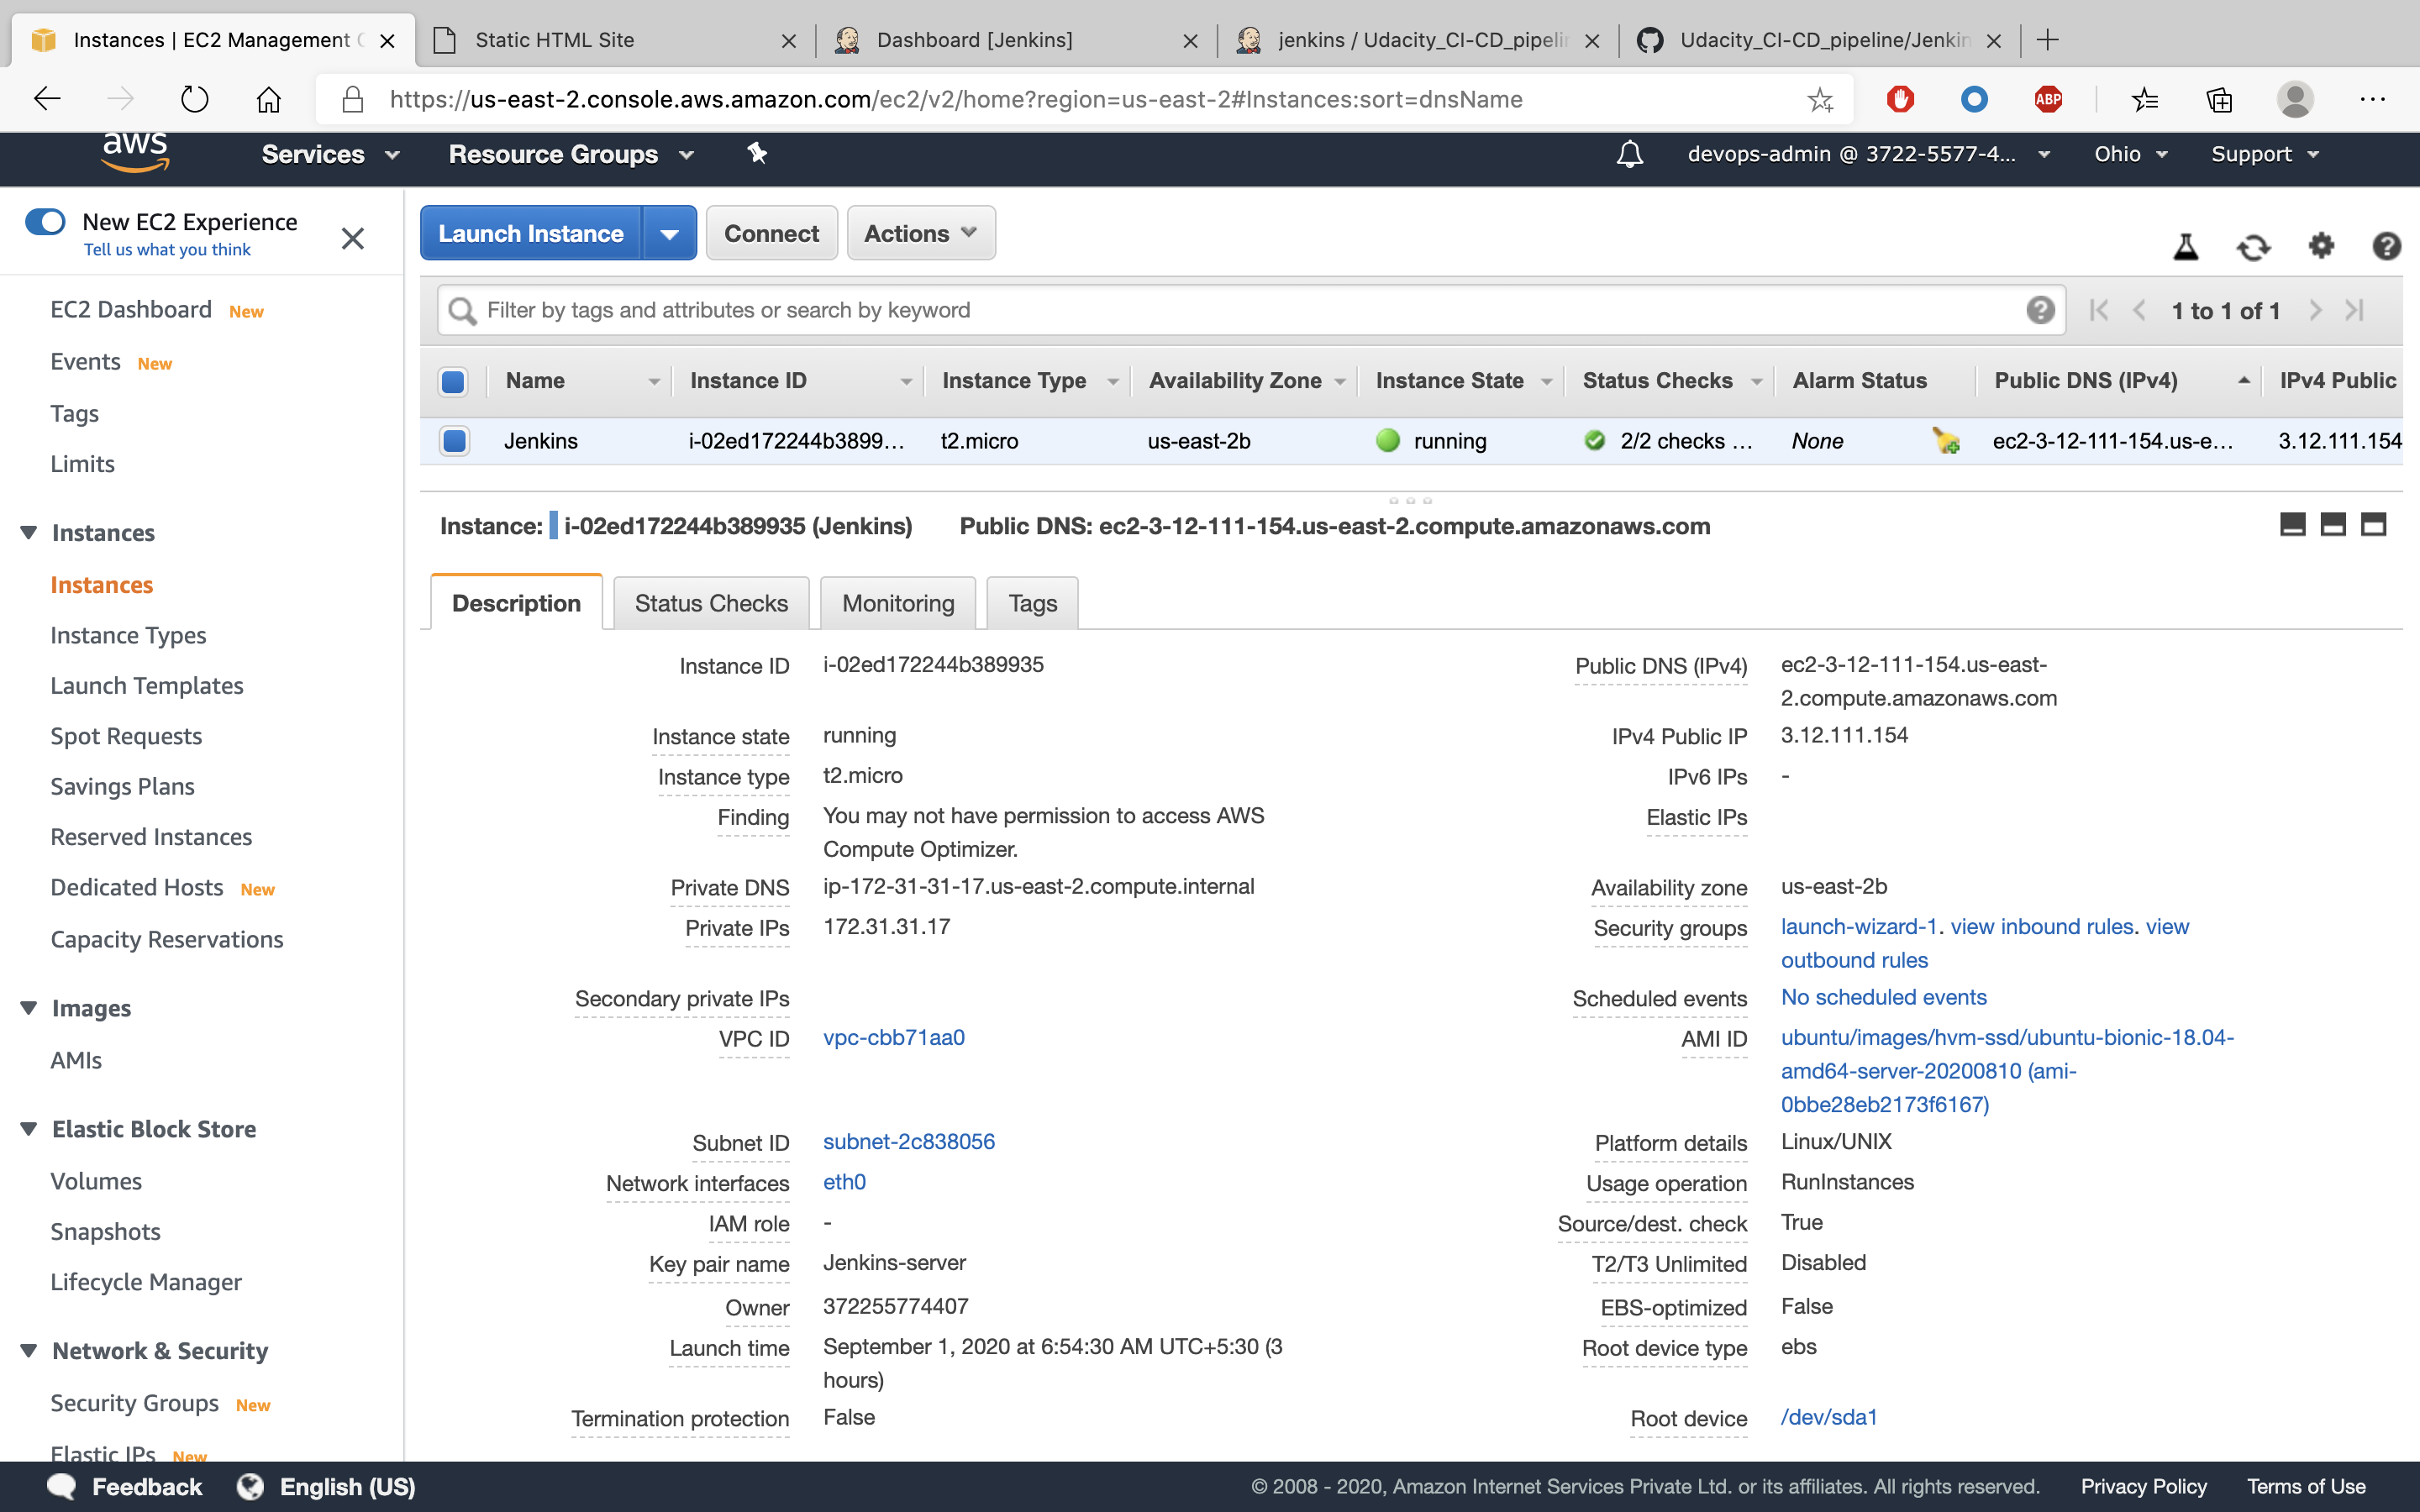 Instances | EC2 Management
Static HTML Site
Dashboard [Jenkins]
jenkins / Udacity_CI-CD_pipelin
Udacity_CI-CD_pipeline/Jenkin
https://us-east-2.console.aws.amazon.com/ec2/v2/home?region=us-east-2#Instances:sort=dnsName
ABP
aws
Services
Resource Groups
devops-admin @ 3722-5577-4...
Ohio
Support
New EC2 Experience
Tell us what you think
EC2 Dashboard New
Events New
Tags
Limits
Instances
Instances
Instance Types
Launch Templates
Spot Requests
Savings Plans
Reserved Instances
Dedicated Hosts New
Capacity Reservations
Images
AMIs
Elastic Block Store
Volumes
Snapshots
Lifecycle Manager
Network & Security
Security Groups New
Elastic IPs New
Launch Instance
Connect
Actions
Filter by tags and attributes or search by keyword
1 to 1 of 1
Name Instance ID Instance Type Availability Zone Instance State Status Checks Alarm Status Public DNS (IPv4) IPv4 Public
Jenkins i-02ed172244b3899... t2.micro us-east-2b running 2/2 checks ... None ec2-3-12-111-154.us-e... 3.12.111.154
Instance: i-02ed172244b389935 (Jenkins) Public DNS: ec2-3-12-111-154.us-east-2.compute.amazonaws.com
Description
Status Checks
Monitoring
Tags
Instance ID i-02ed172244b389935
Instance state running
Instance type t2.micro
Finding You may not have permission to access AWS
Compute Optimizer.
Private DNS ip-172-31-31-17.us-east-2.compute.internal
Private IPs 172.31.31.17
Secondary private IPs
VPC ID vpc-cbb71aa0
Subnet ID subnet-2c838056
Network interfaces eth0
IAM role -
Key pair name Jenkins-server
Owner 372255774407
Launch time September 1, 2020 at 6:54:30 AM UTC+5:30 (3
hours)
Termination protection False
Public DNS (IPv4) ec2-3-12-111-154.us-east-
2.compute.amazonaws.com
IPv4 Public IP 3.12.111.154
IPv6 IPs -
Elastic IPs
Availability zone us-east-2b
Security groups launch-wizard-1. view inbound rules. view
outbound rules
Scheduled events No scheduled events
AMI ID ubuntu/images/hvm-ssd/ubuntu-bionic-18.04-
amd64-server-20200810 (ami-
0bbe28eb2173f6167)
Platform details Linux/UNIX
Usage operation RunInstances
Source/dest. check True
T2/T3 Unlimited Disabled
EBS-optimized False
Root device type ebs
Root device /dev/sda1
Feedback
English (US)
© 2008 - 2020, Amazon Internet Services Private Ltd. or its affiliates. All rights reserved.
Privacy Policy
Terms of Use